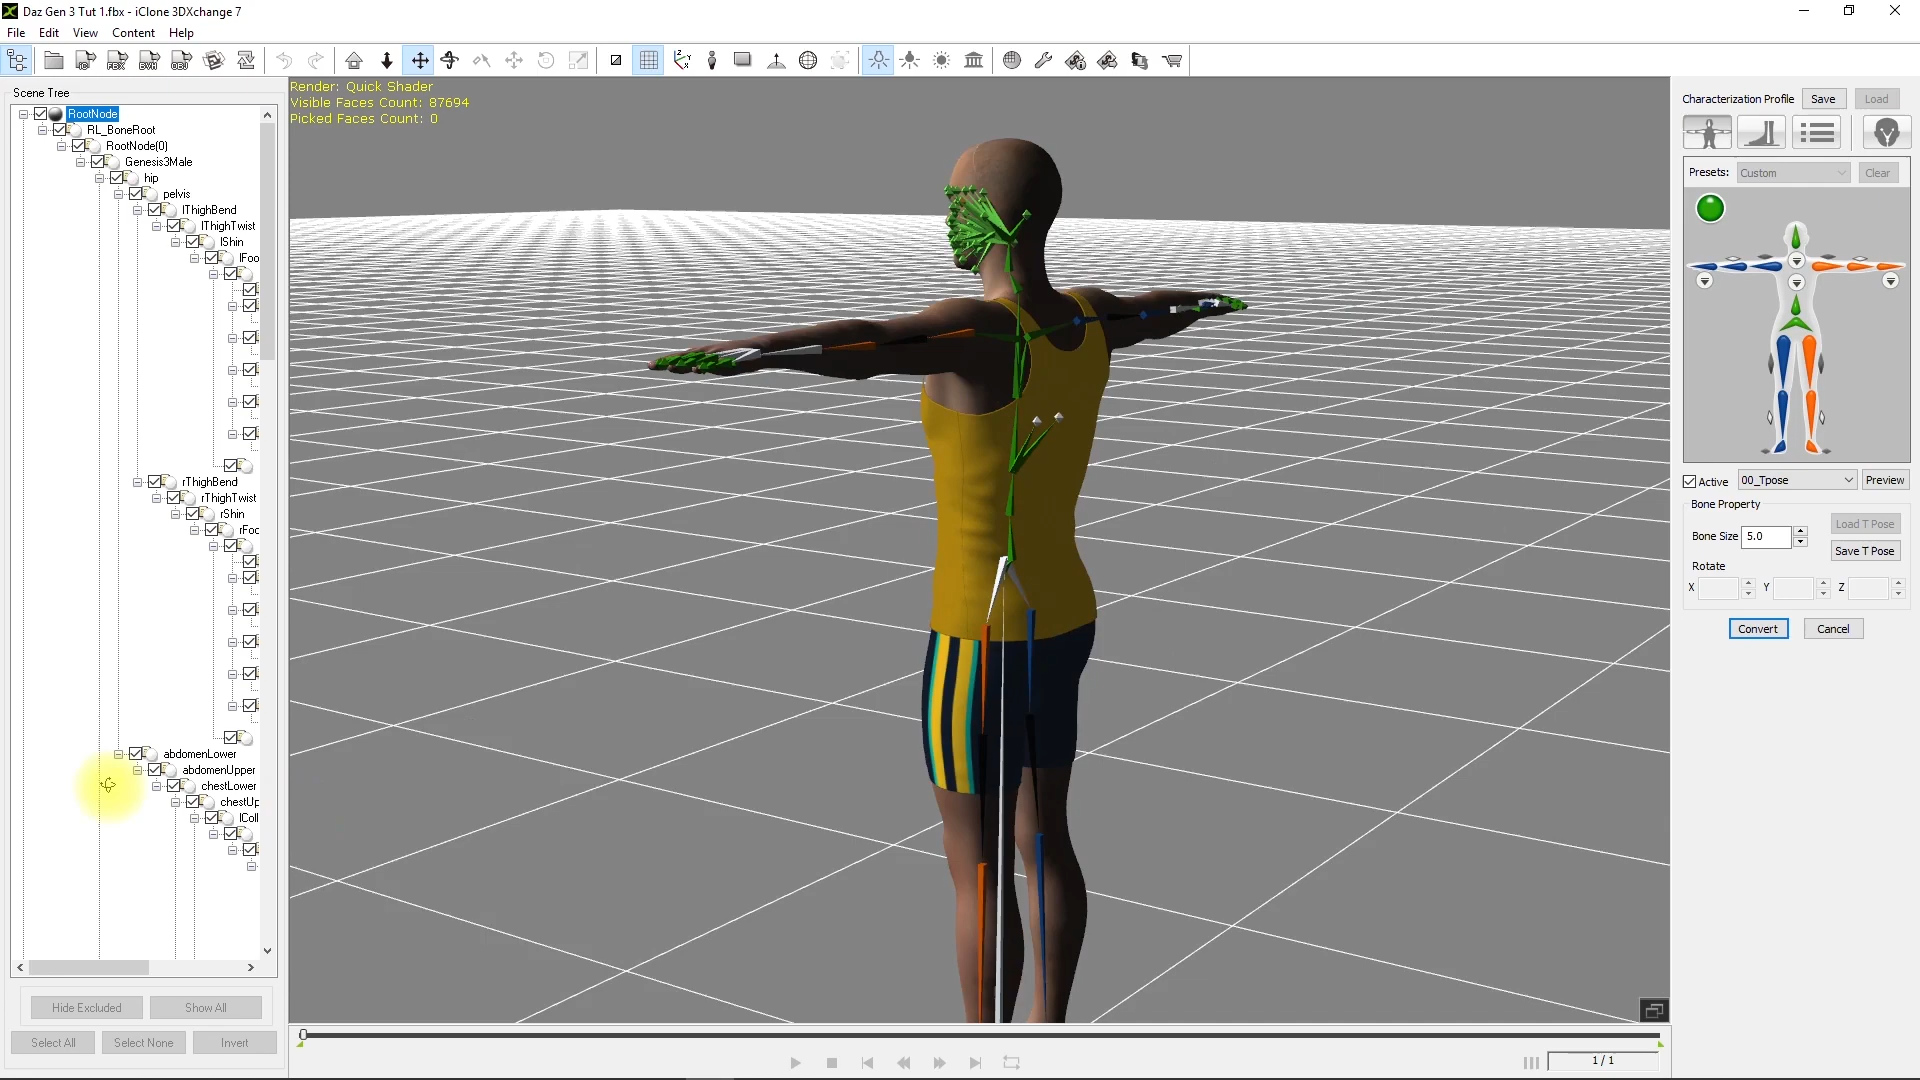 Daz Gen 3 Tut 1.fbx - iClone 3DXchange 7
File Edit View Content Help
Scene Tree
RootNode
RL_BoneRoot
RootNode(0)
Genesis3Male
hip
pelvis
lThighBend
lThighTwist
lShin
lFoo
rThighBend
rThighTwist
rShin
rFoo
abdomenLower
abdomenUpper
chestLower
chestUp
lColl
Hide Excluded Show All
Select All Select None Invert
Render: Quick Shader
Visible Faces Count: 87694
Picked Faces Count: 0
1 / 1
Characterization Profile Save Load
Presets: Custom Clear
Active 00_Tpose Preview
Bone Property
Load T Pose
Bone Size 5.0
Save T Pose
Rotate
X Y Z
Convert Cancel